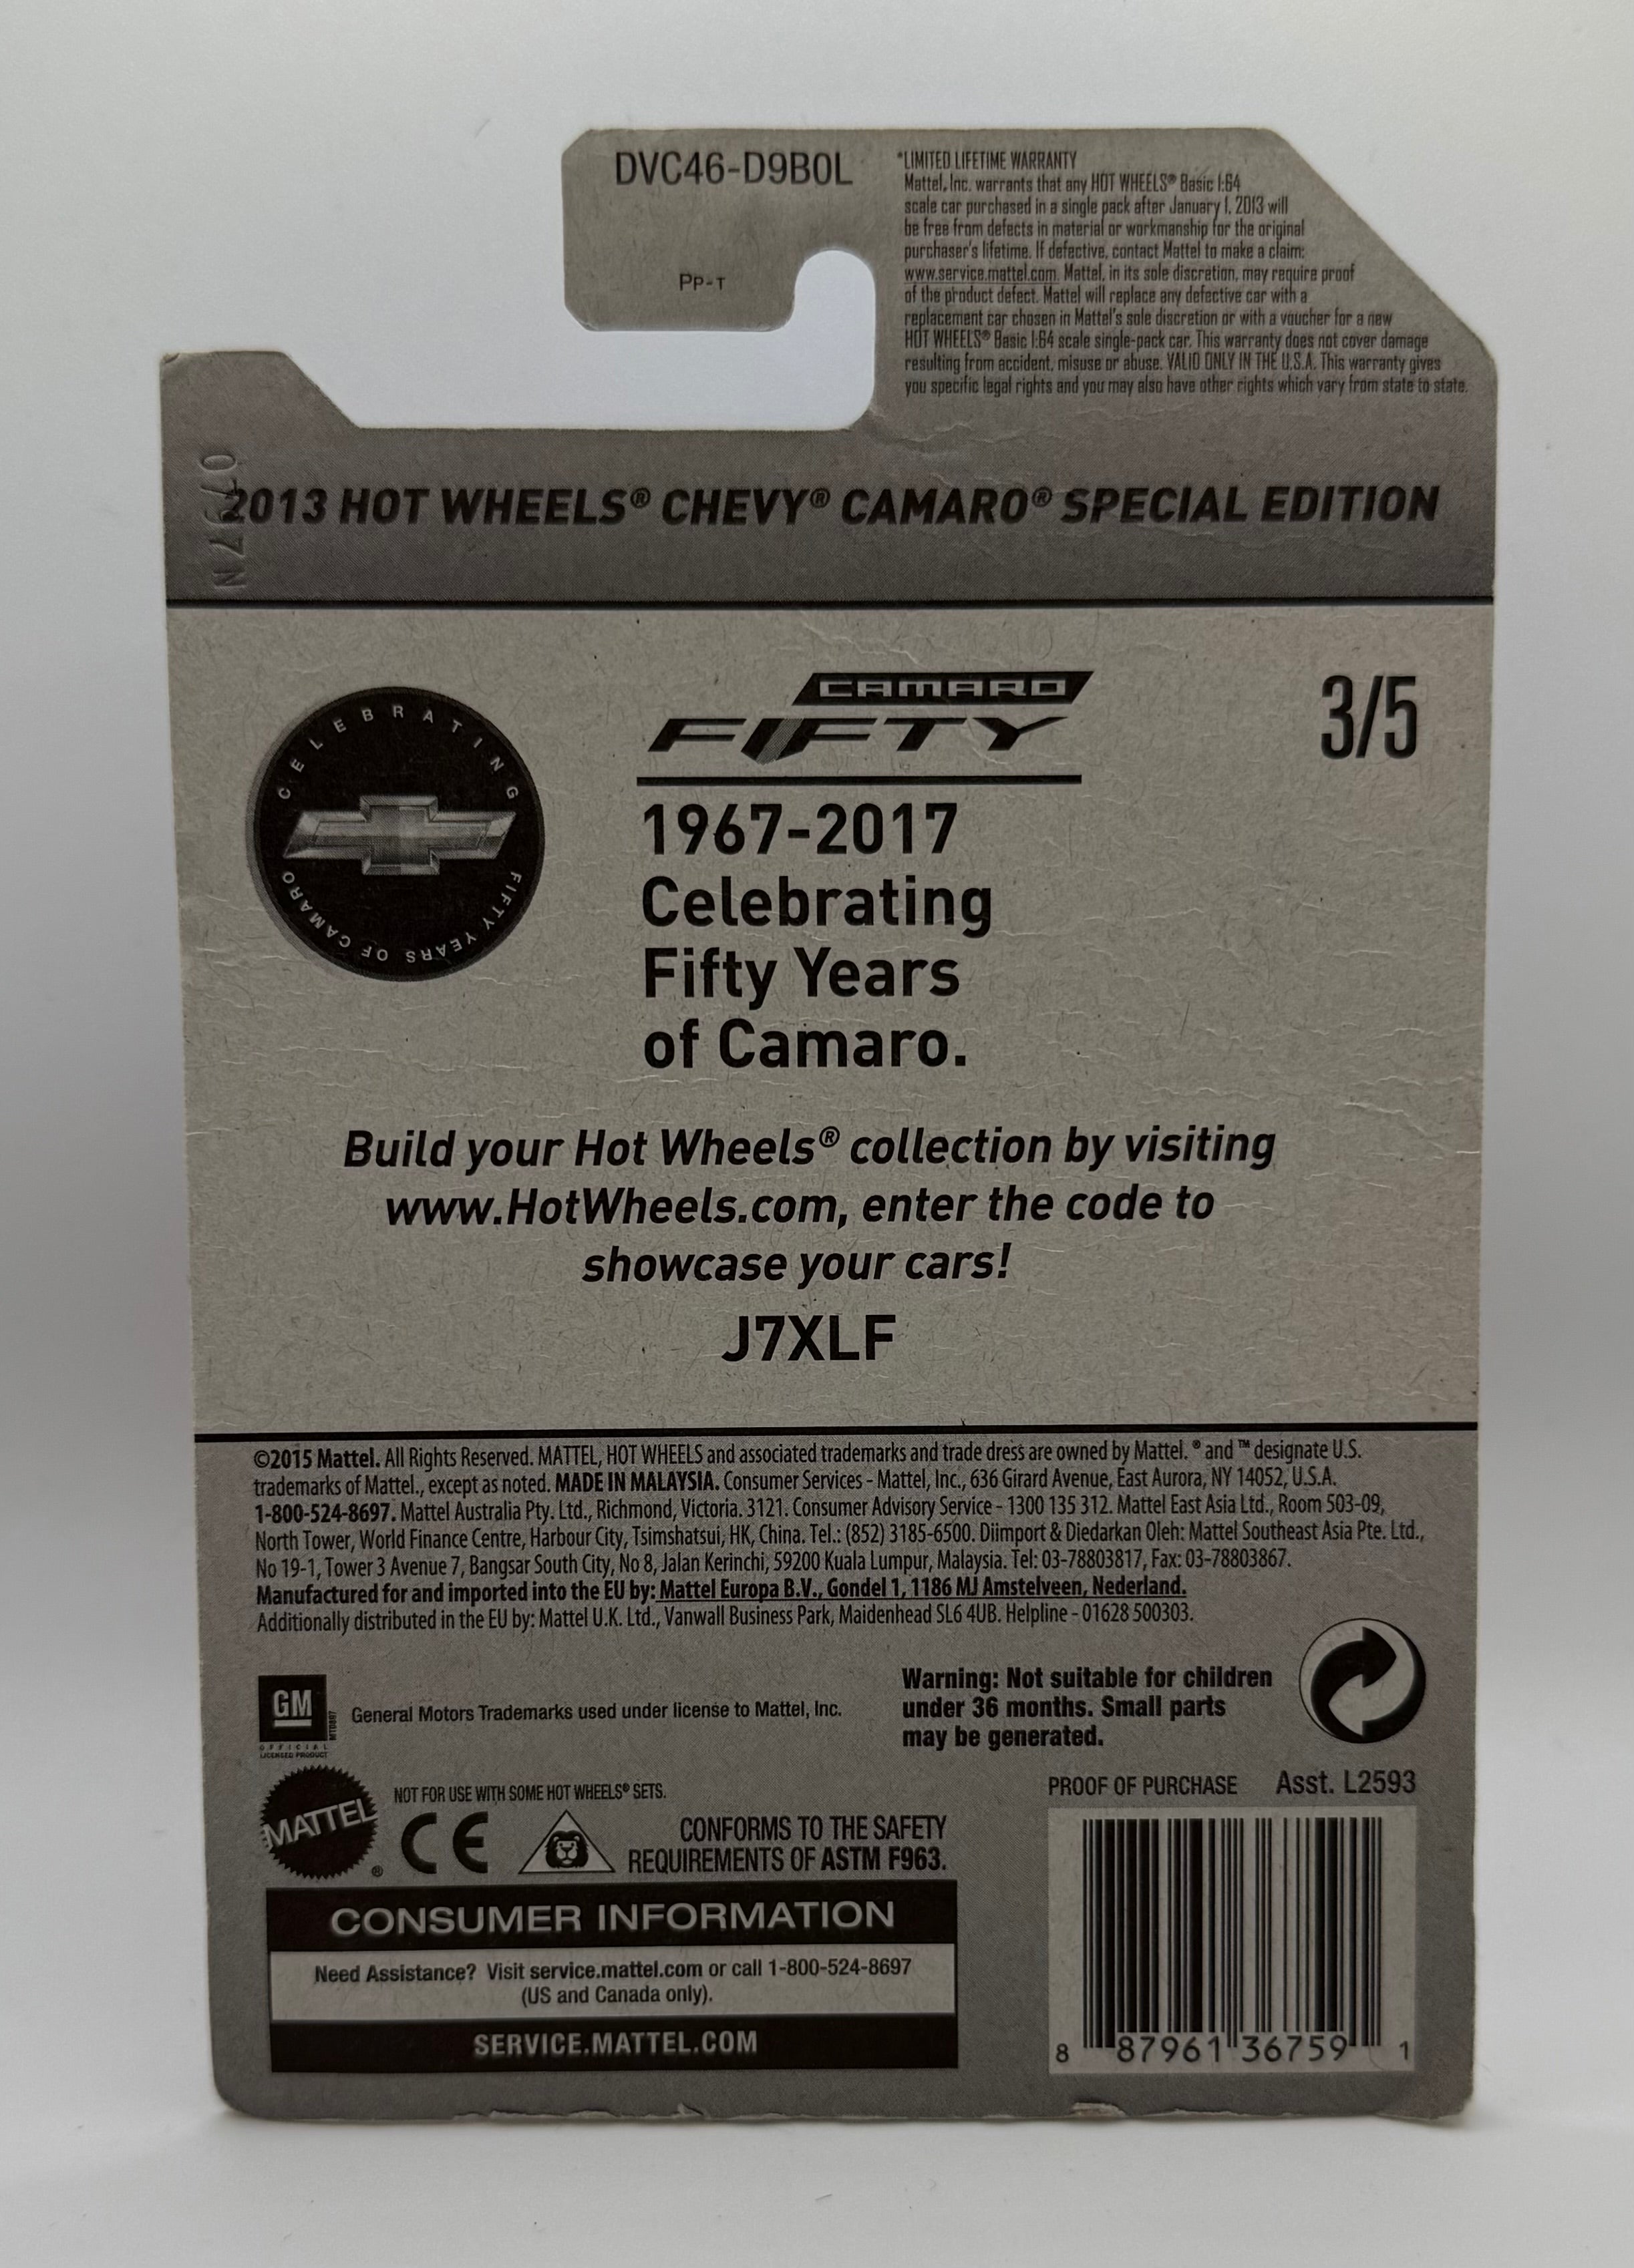 DVC46-D9B0L
Pp-T
*LIMITED LIFETIME WARRANTY
Mattel, Inc. warrants that any HOT WHEELS® Basic 1:64
scale car purchased in a single pack after January 1, 2013 will
be free from defects in material or workmanship for the original
purchaser's lifetime. If defective, contact Mattel to make a claim:
www.service.mattel.com. Mattel, in its sole discretion, may require proof
of the product defect. Mattel will replace any defective car with a
replacement car chosen in Mattel's sole discretion or with a voucher for a new
HOT WHEELS® Basic 1:64 scale single-pack car. This warranty does not cover damage
resulting from accident, misuse or abuse. VALID ONLY IN THE U.S.A. This warranty gives
you specific legal rights and you may also have other rights which vary from state to state.
2013 HOT WHEELS® CHEVY® CAMARO® SPECIAL EDITION
CELEBRATING
FIFTY YEARS OF CAMARO
CAMARO
FIFTY
3/5
1967-2017
Celebrating
Fifty Years
of Camaro.
Build your Hot Wheels® collection by visiting
www.HotWheels.com, enter the code to
showcase your cars!
J7XLF
©2015 Mattel. All Rights Reserved. MATTEL, HOT WHEELS and associated trademarks and trade dress are owned by Mattel. ® and ™ designate U.S.
trademarks of Mattel., except as noted. MADE IN MALAYSIA. Consumer Services - Mattel, Inc., 636 Girard Avenue, East Aurora, NY 14052, U.S.A.
1-800-524-8697. Mattel Australia Pty. Ltd., Richmond, Victoria. 3121. Consumer Advisory Service - 1300 135 312. Mattel East Asia Ltd., Room 503-09,
North Tower, World Finance Centre, Harbour City, Tsimshatsui, HK, China. Tel.: (852) 3185-6500. Diimport & Diedarkan Oleh: Mattel Southeast Asia Pte. Ltd.,
No 19-1, Tower 3 Avenue 7, Bangsar South City, No 8, Jalan Kerinchi, 59200 Kuala Lumpur, Malaysia. Tel: 03-78803817, Fax: 03-78803867.
Manufactured for and imported into the EU by: Mattel Europa B.V., Gondel 1, 1186 MJ Amstelveen, Nederland.
Additionally distributed in the EU by: Mattel U.K. Ltd., Vanwall Business Park, Maidenhead SL6 4UB. Helpline - 01628 500303.
GM
OFFICIAL
LICENSED PRODUCT
General Motors Trademarks used under license to Mattel, Inc.
Warning: Not suitable for children
under 36 months. Small parts
may be generated.
MATTEL®
NOT FOR USE WITH SOME HOT WHEELS® SETS.
CE
CONFORMS TO THE SAFETY
REQUIREMENTS OF ASTM F963.
PROOF OF PURCHASE Asst. L2593
CONSUMER INFORMATION
Need Assistance? Visit service.mattel.com or call 1-800-524-8697
(US and Canada only).
SERVICE.MATTEL.COM
8 87961 36759 1